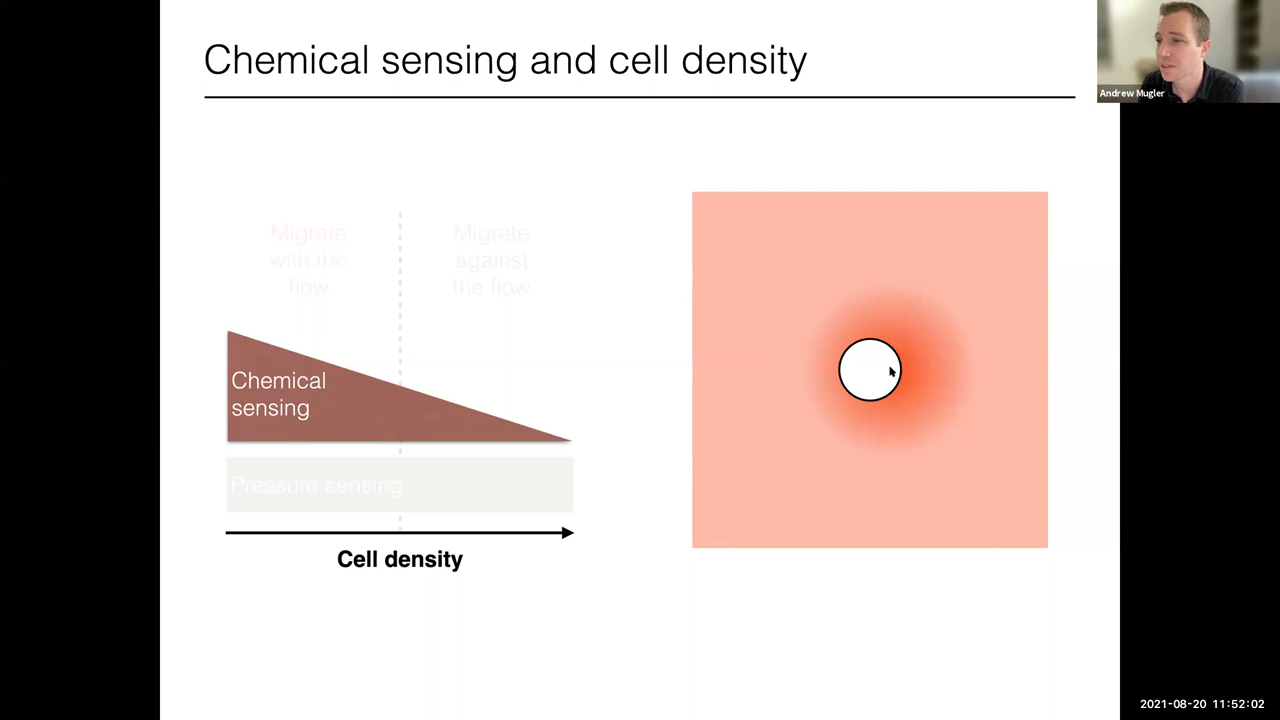 Chemical sensing and cell density
Andrew Mugler
Migrate
with the
flow
Migrate
against
the flow
Chemical
sensing
Pressure sensing
Cell density
2021-08-20 11:52:02